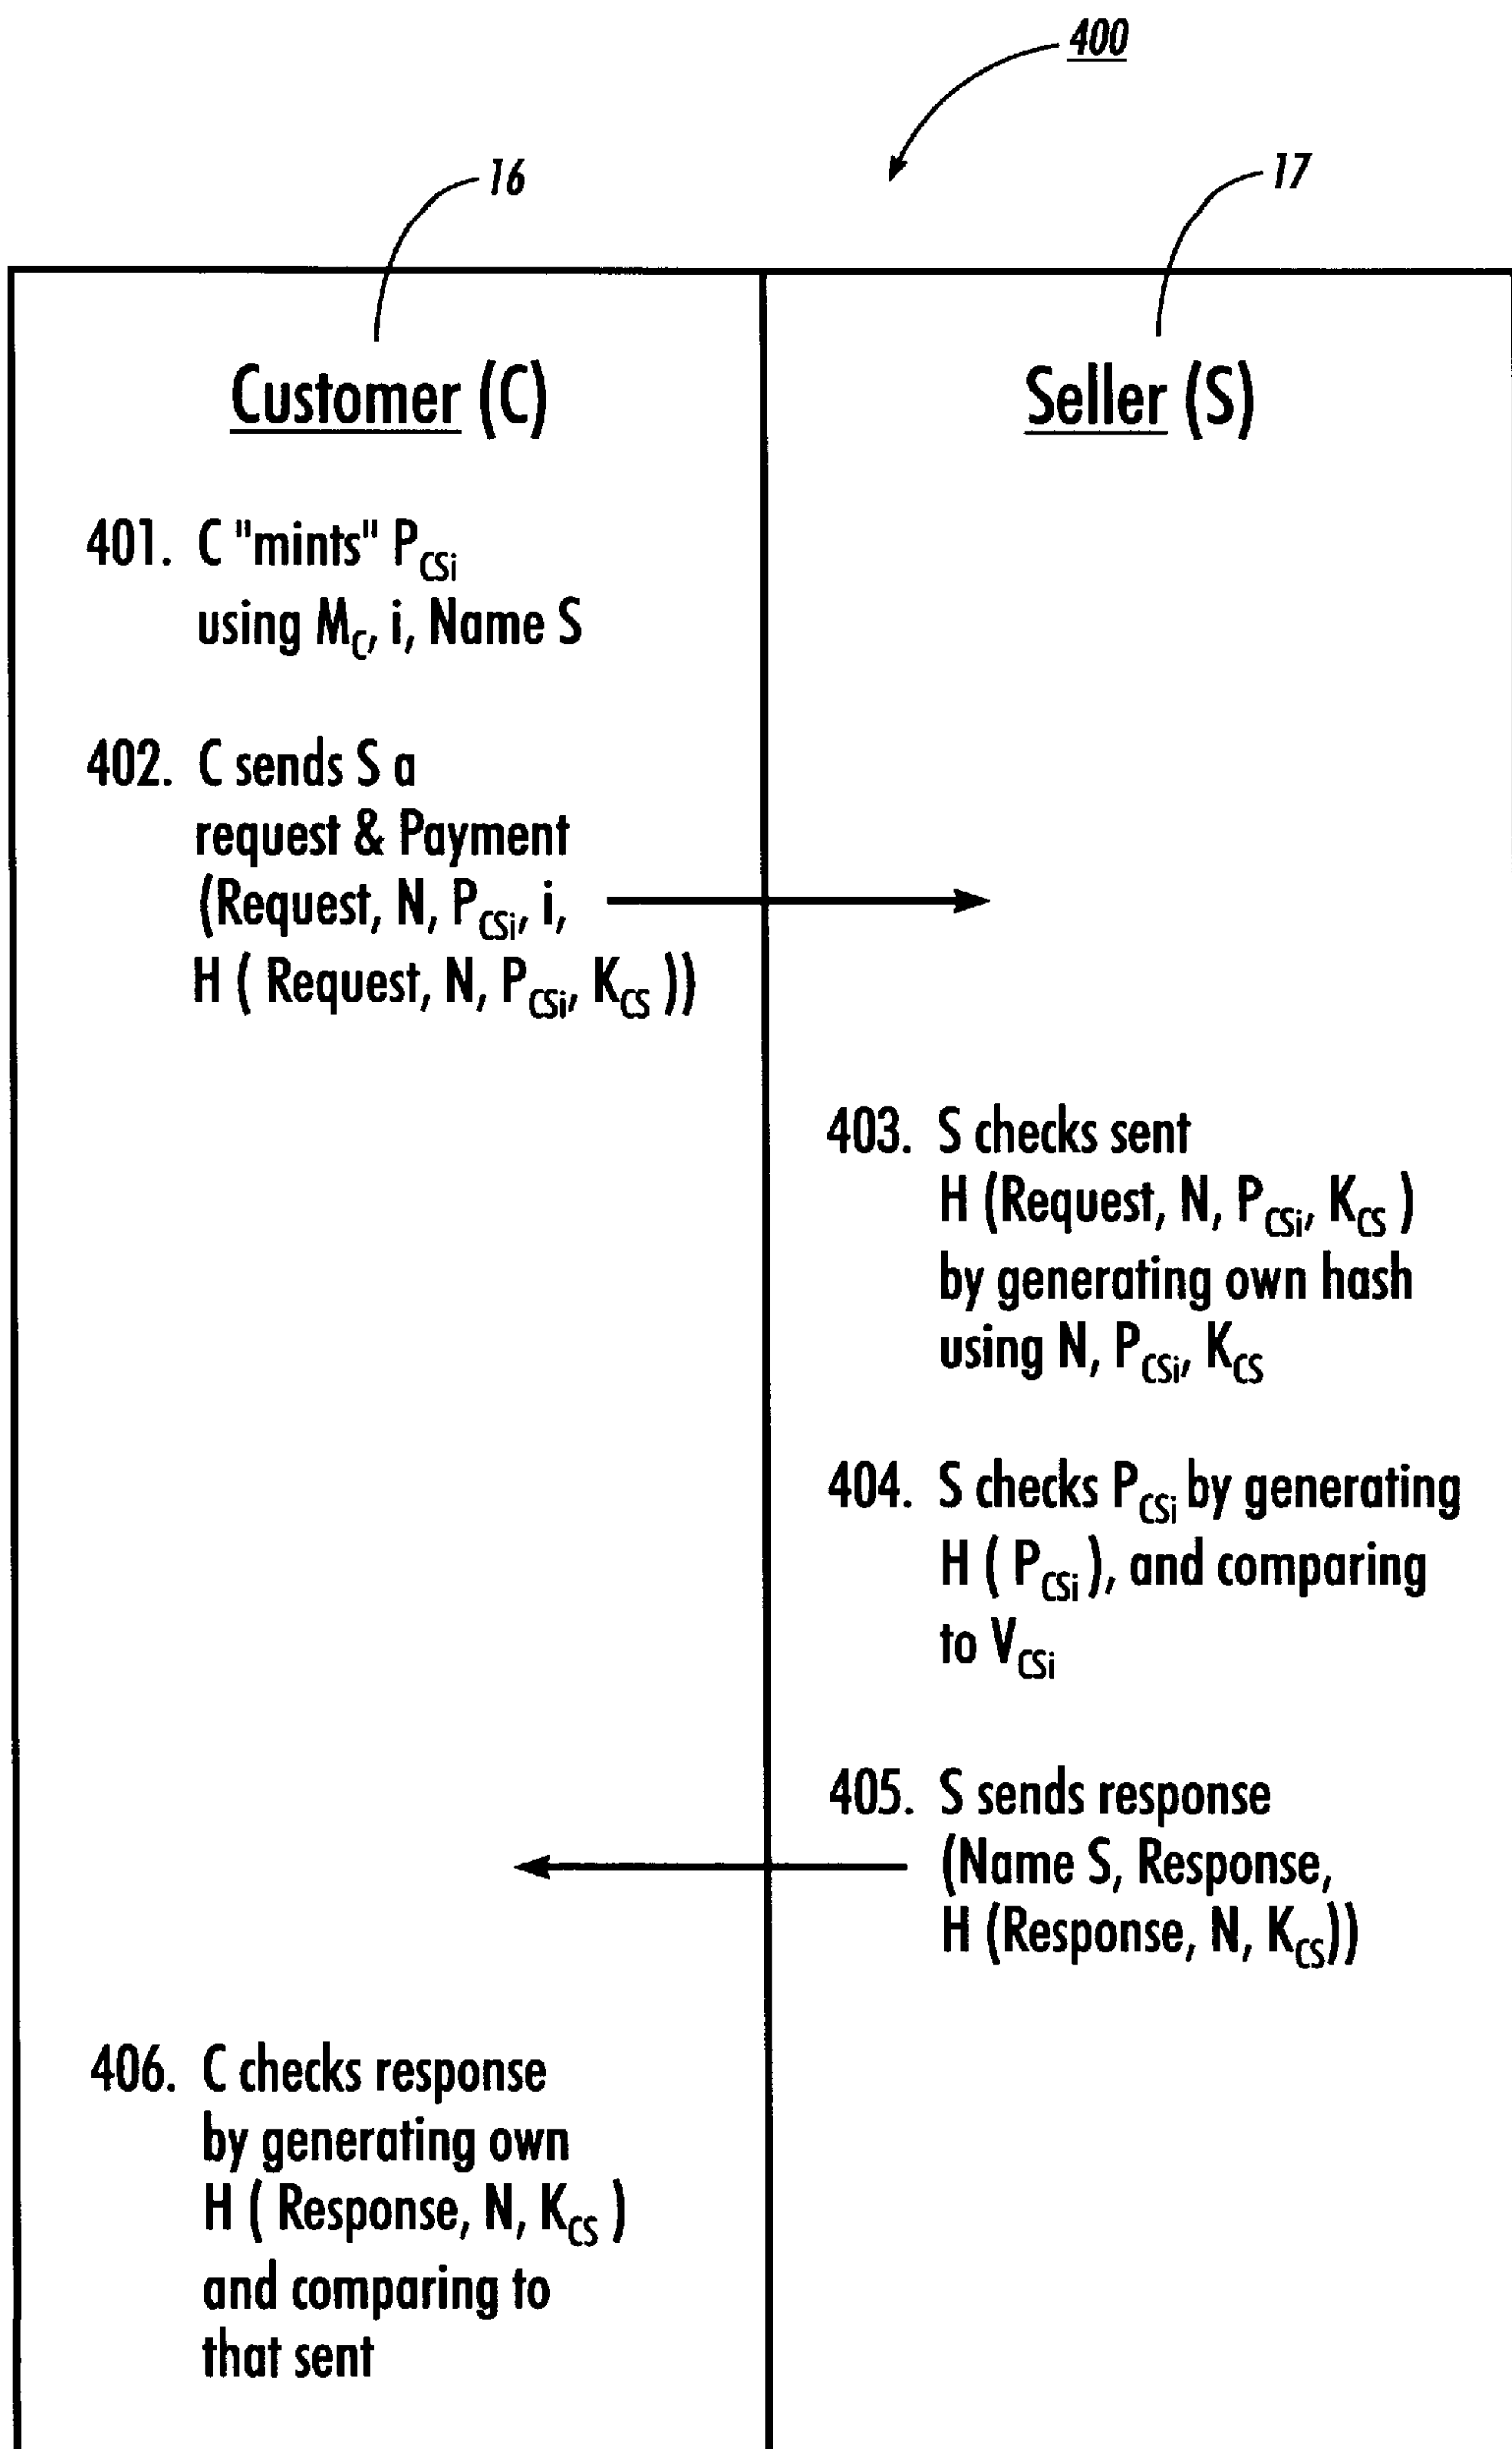 400
16
17
Customer (C)
Seller (S)
401. C "mints" P_CSi
using M_C, i, Name S
402. C sends S a
request & Payment
(Request, N, P_CSi, i,
H ( Request, N, P_CSi, K_CS ))
403. S checks sent
H (Request, N, P_CSi, K_CS )
by generating own hash
using N, P_CSi, K_CS
404. S checks P_CSi by generating
H ( P_CSi ), and comparing
to V_CSi
405. S sends response
(Name S, Response,
H (Response, N, K_CS))
406. C checks response
by generating own
H ( Response, N, K_CS )
and comparing to
that sent